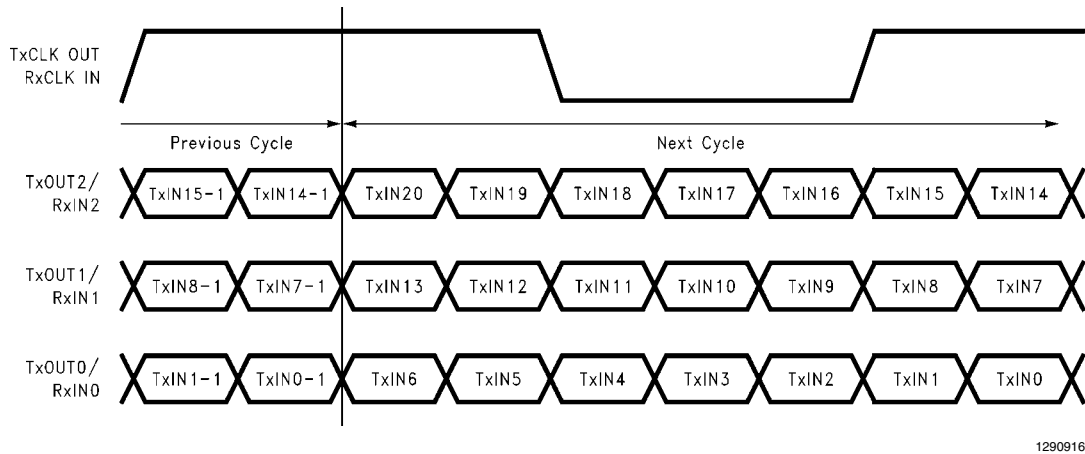 TxCLK OUT
RxCLK IN
Previous Cycle
Next Cycle
TxOUT2/
RxIN2
TxIN15-1 TxIN14-1 TxIN20 TxIN19 TxIN18 TxIN17 TxIN16 TxIN15 TxIN14
TxOUT1/
RxIN1
TxIN8-1 TxIN7-1 TxIN13 TxIN12 TxIN11 TxIN10 TxIN9 TxIN8 TxIN7
TxOUT0/
RxIN0
TxIN1-1 TxIN0-1 TxIN6 TxIN5 TxIN4 TxIN3 TxIN2 TxIN1 TxIN0
1290916